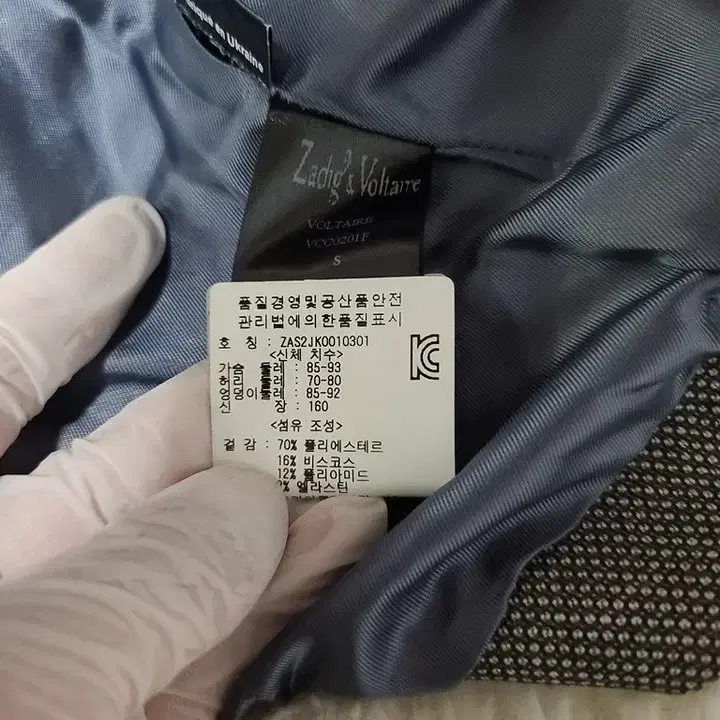 en Ukraine
Zadig & Voltaire
VOLTAIRE
VCC0201F
S
품질경영및공산품안전
관리법에의한품질표시
호 칭 : ZAS2JK0010301
<신체 치수>
가슴 둘레 : 85-93
허리 둘레 : 70-80
엉덩이둘레 : 85-92
신 장 : 160
<섬유 조성>
겉 감 : 70% 폴리에스테르
16% 비스코스
12% 폴리아미드
2% 엘라스틴